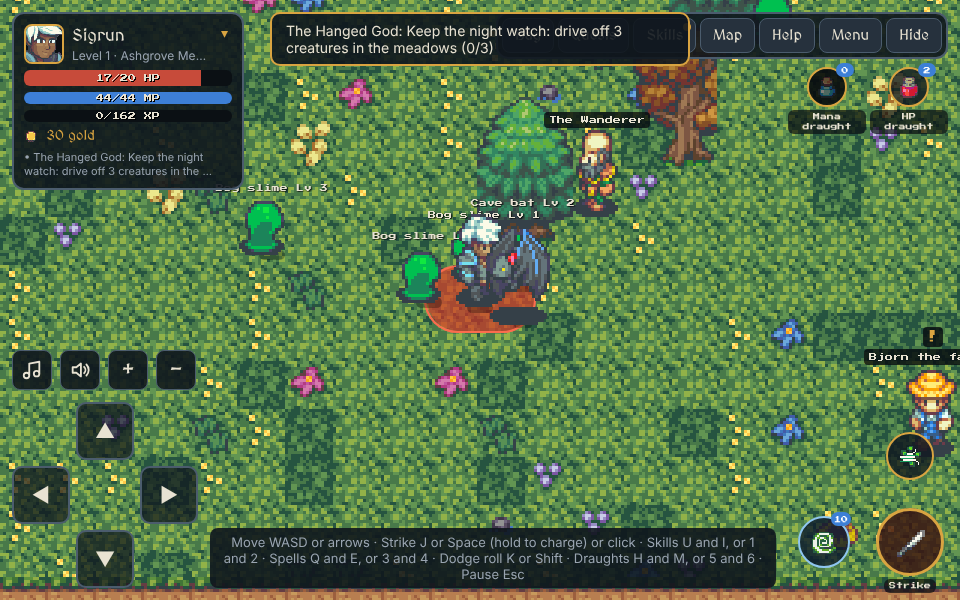 Sigrun
Level 1 · Ashgrove Me...
17/20 HP
44/44 MP
0/162 XP
30 gold
• The Hanged God: Keep the night
watch: drive off 3 creatures in the ...
The Hanged God: Keep the night watch: drive off 3
creatures in the meadows (0/3)
Skills
Map
Help
Menu
Hide
0
Mana
draught
2
HP
draught
The Wanderer
Bog slime Lv 3
Cave bat Lv 2
Bog slime Lv 1
Bog slime L
!
Bjorn the fa
Move WASD or arrows · Strike J or Space (hold to charge) or click · Skills U and I, or 1
and 2 · Spells Q and E, or 3 and 4 · Dodge roll K or Shift · Draughts H and M, or 5 and 6 ·
Pause Esc
10
Strike